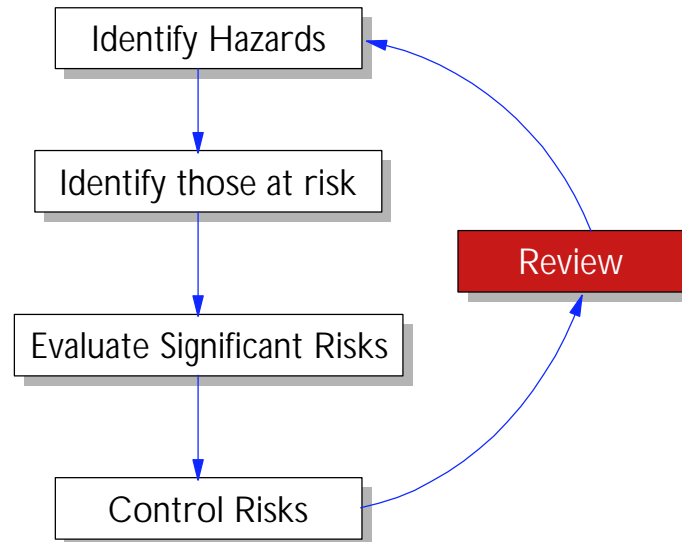 Identify Hazards
Identify those at risk
Review
Evaluate Significant Risks
Control Risks